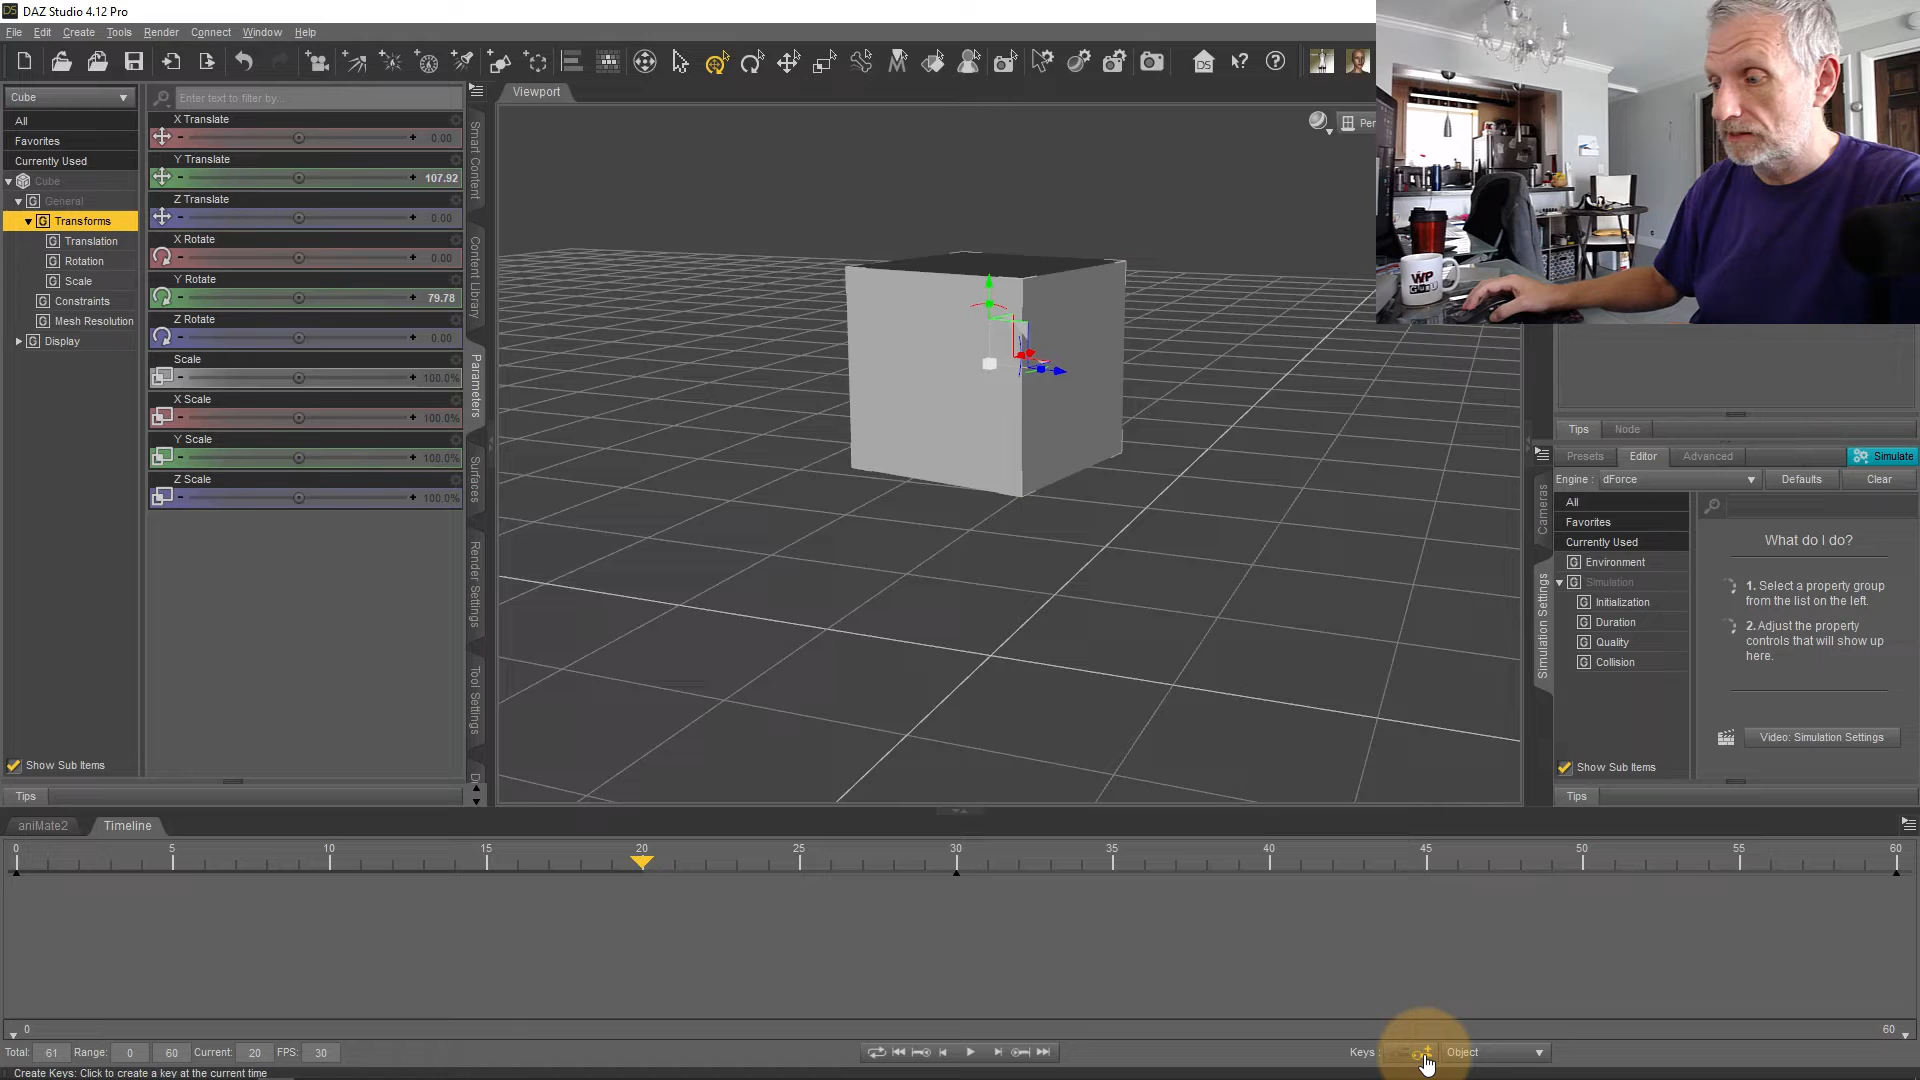 DAZ Studio 4.12 Pro
File Edit Create Tools Render Connect Window Help
Cube
Enter text to filter by...
All
Favorites
Currently Used
Cube
General
Transforms
Translation
Rotation
Scale
Constraints
Mesh Resolution
Display
Show Sub Items
Tips
X Translate
0.00
Y Translate
107.92
Z Translate
0.00
X Rotate
0.00
Y Rotate
79.78
Z Rotate
0.00
Scale
100.0%
X Scale
100.0%
Y Scale
100.0%
Z Scale
100.0%
Smart Content
Content Library
Parameters
Surfaces
Render Settings
Tool Settings
Viewport
Per
WP
GURU
Tips Node
Presets Editor Advanced Simulate
Engine : dForce Defaults Clear
Cameras
Simulation Settings
All
Favorites
Currently Used
Environment
Simulation
Initialization
Duration
Quality
Collision
Show Sub Items
Tips
What do I do?
1. Select a property group
from the list on the left.
2. Adjust the property
controls that will show up
here.
Video: Simulation Settings
aniMate2 Timeline
0 5 10 15 20 25 30 35 40 45 50 55 60
0 60
Total: 61 Range: 0 60 Current: 20 FPS: 30
Keys : Object
Create Keys: Click to create a key at the current time